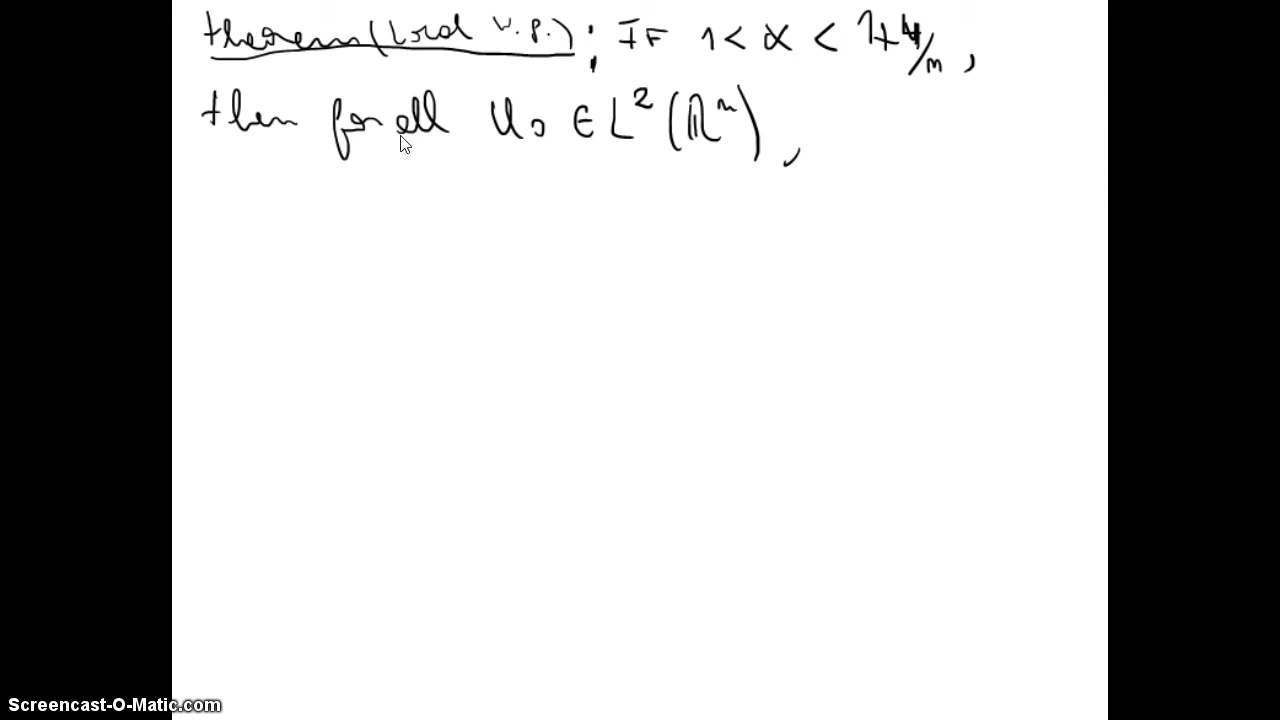 theorem (Local w.p.) : If 1 < α < 1+4/n ,
then for all u₀ ∈ L² (ℝⁿ) ,
Screencast-O-Matic.com